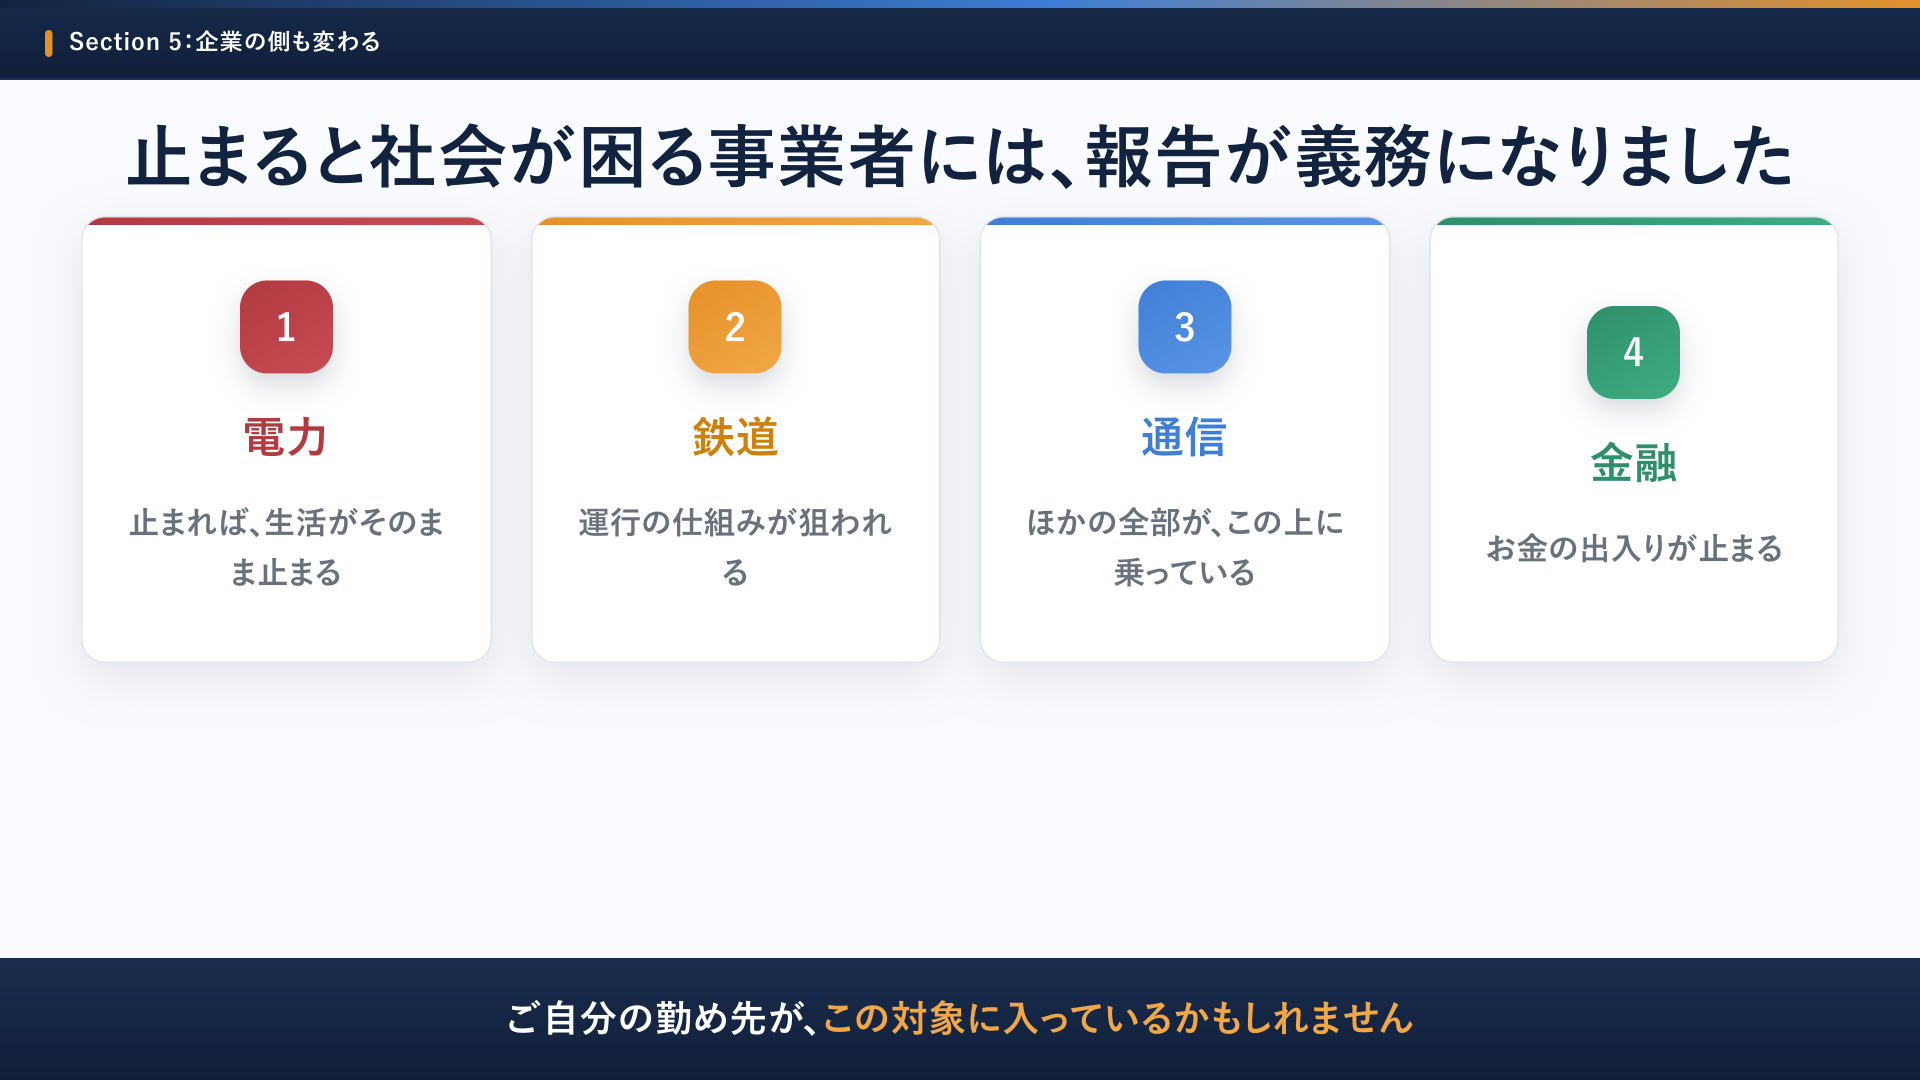 Section 5：企業の側も変わる
止まると社会が困る事業者には、報告が義務になりました
1
電力
止まれば、生活がそのま
ま止まる
2
鉄道
運行の仕組みが狙われ
る
3
通信
ほかの全部が、この上に
乗っている
4
金融
お金の出入りが止まる
ご自分の勤め先が、この対象に入っているかもしれません